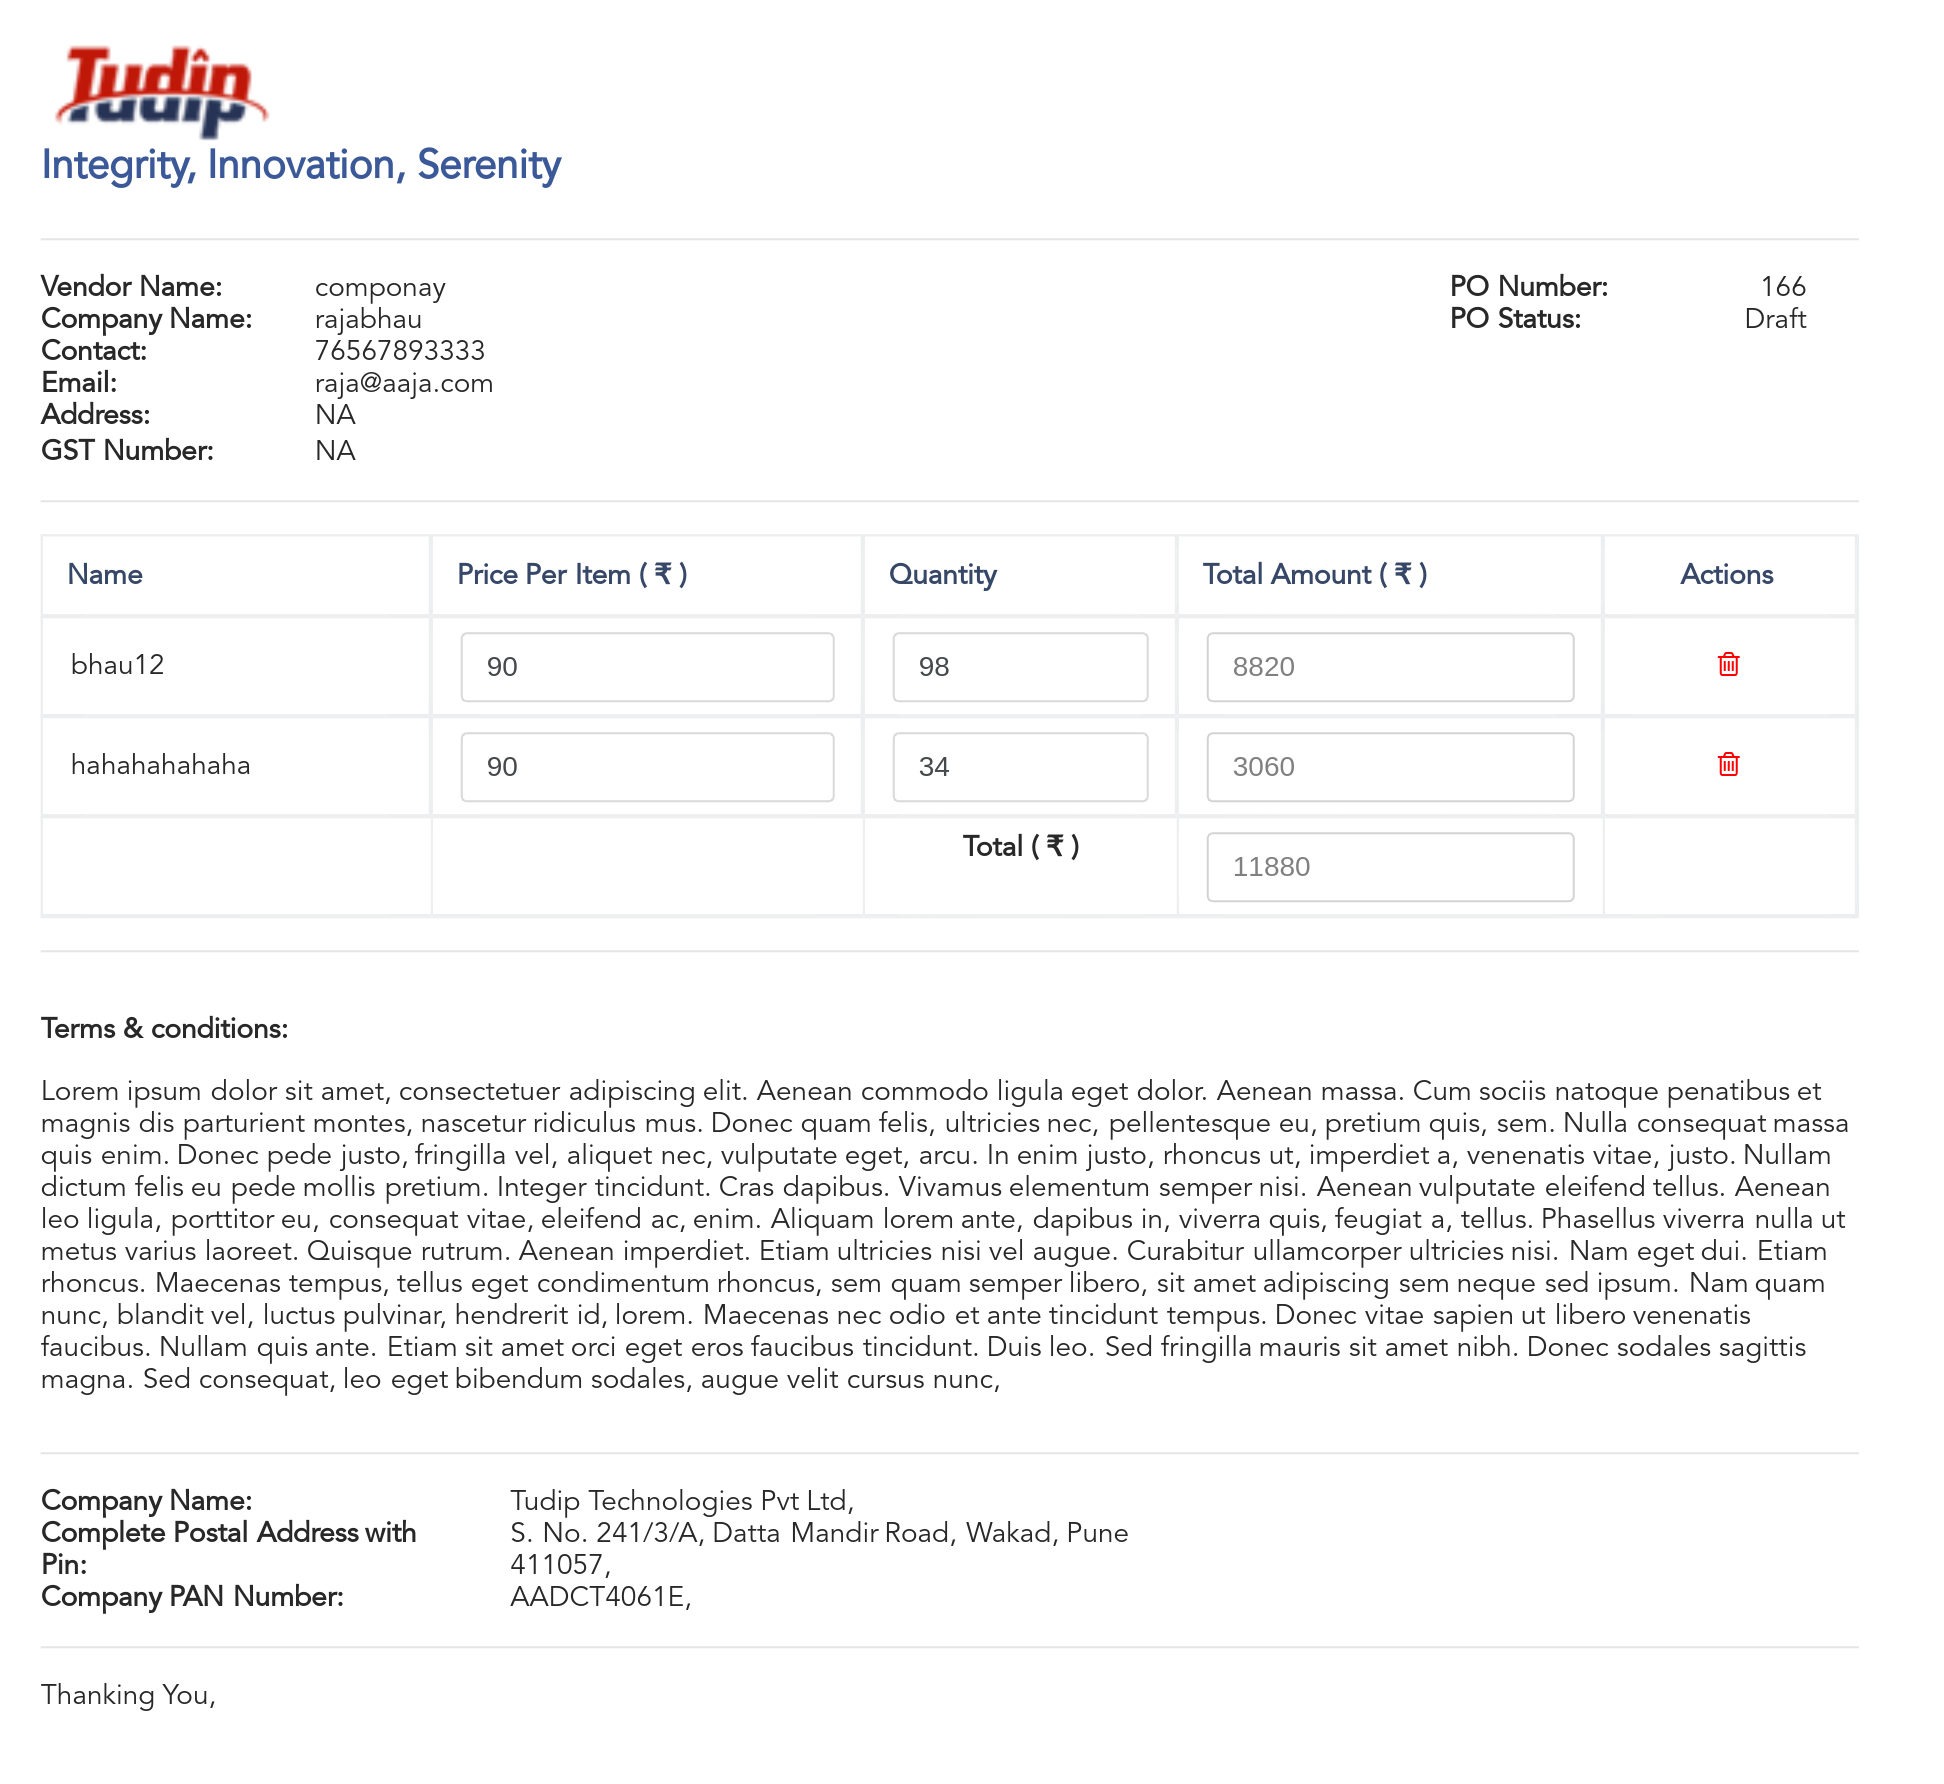 Tudip
Integrity, Innovation, Serenity
Vendor Name: componay
Company Name: rajabhau
Contact: 76567893333
Email: raja@aaja.com
Address: NA
GST Number: NA
PO Number: 166
PO Status: Draft
Name Price Per Item ( ₹ ) Quantity Total Amount ( ₹ ) Actions
bhau12 90 98 8820
hahahahahaha 90 34 3060
Total ( ₹ ) 11880
Terms & conditions:
Lorem ipsum dolor sit amet, consectetuer adipiscing elit. Aenean commodo ligula eget dolor. Aenean massa. Cum sociis natoque penatibus et
magnis dis parturient montes, nascetur ridiculus mus. Donec quam felis, ultricies nec, pellentesque eu, pretium quis, sem. Nulla consequat massa
quis enim. Donec pede justo, fringilla vel, aliquet nec, vulputate eget, arcu. In enim justo, rhoncus ut, imperdiet a, venenatis vitae, justo. Nullam
dictum felis eu pede mollis pretium. Integer tincidunt. Cras dapibus. Vivamus elementum semper nisi. Aenean vulputate eleifend tellus. Aenean
leo ligula, porttitor eu, consequat vitae, eleifend ac, enim. Aliquam lorem ante, dapibus in, viverra quis, feugiat a, tellus. Phasellus viverra nulla ut
metus varius laoreet. Quisque rutrum. Aenean imperdiet. Etiam ultricies nisi vel augue. Curabitur ullamcorper ultricies nisi. Nam eget dui. Etiam
rhoncus. Maecenas tempus, tellus eget condimentum rhoncus, sem quam semper libero, sit amet adipiscing sem neque sed ipsum. Nam quam
nunc, blandit vel, luctus pulvinar, hendrerit id, lorem. Maecenas nec odio et ante tincidunt tempus. Donec vitae sapien ut libero venenatis
faucibus. Nullam quis ante. Etiam sit amet orci eget eros faucibus tincidunt. Duis leo. Sed fringilla mauris sit amet nibh. Donec sodales sagittis
magna. Sed consequat, leo eget bibendum sodales, augue velit cursus nunc,
Company Name: Tudip Technologies Pvt Ltd,
Complete Postal Address with S. No. 241/3/A, Datta Mandir Road, Wakad, Pune
Pin: 411057,
Company PAN Number: AADCT4061E,
Thanking You,